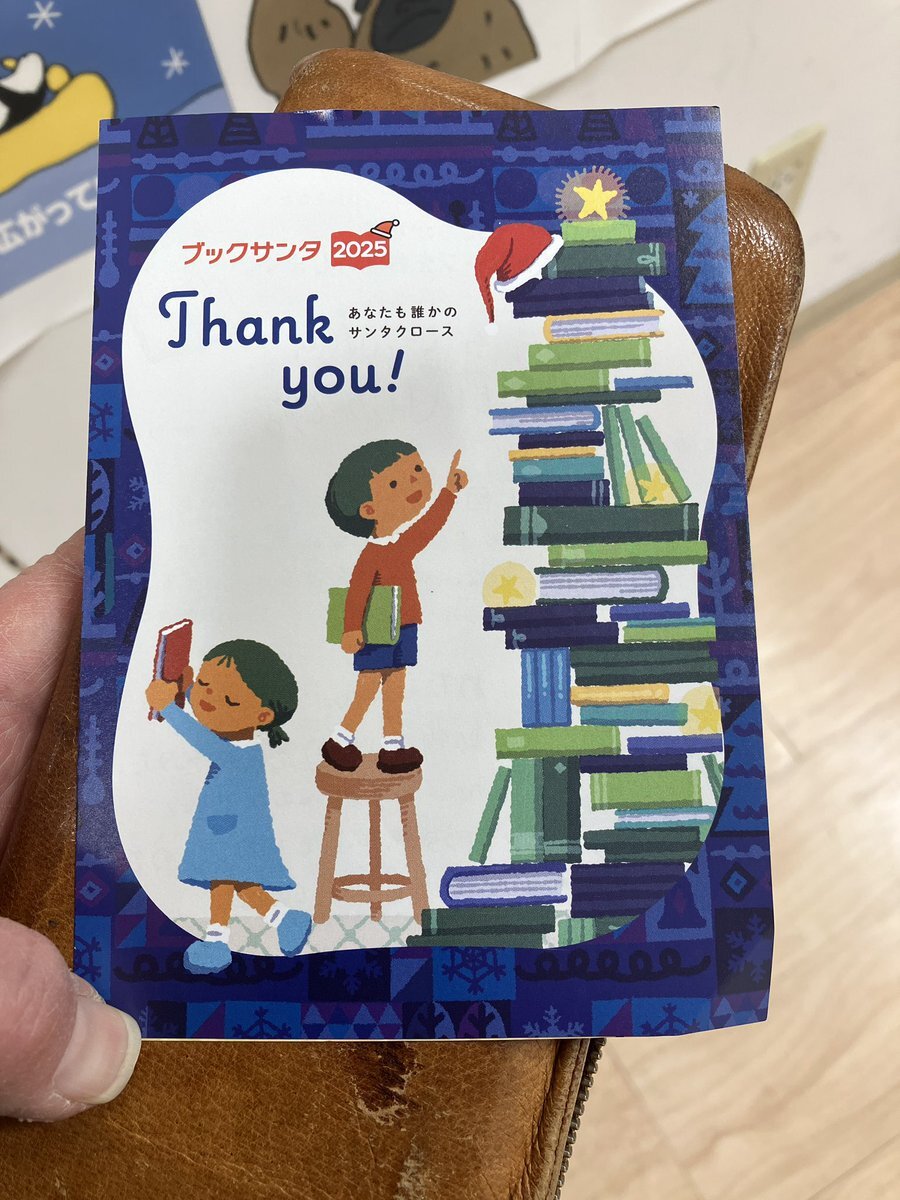 広がって
ブックサンタ 2025
Thank you!
あなたも誰かの
サンタクロース